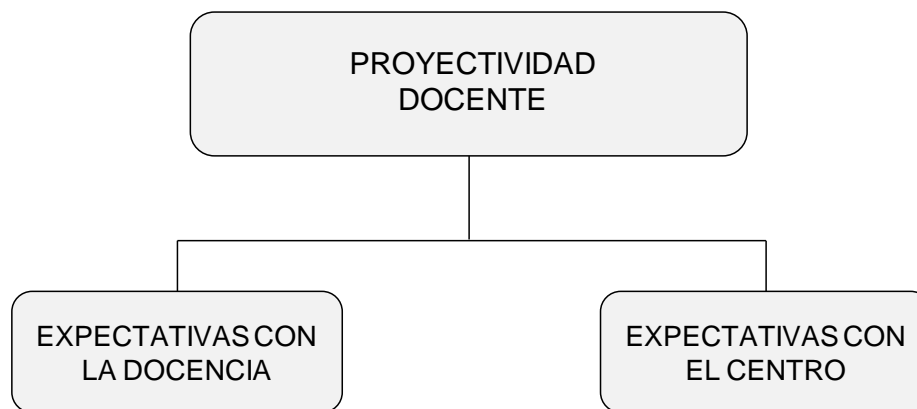 PROYECTIVIDAD
DOCENTE
EXPECTATIVAS CON
LA DOCENCIA
EXPECTATIVAS CON
EL CENTRO